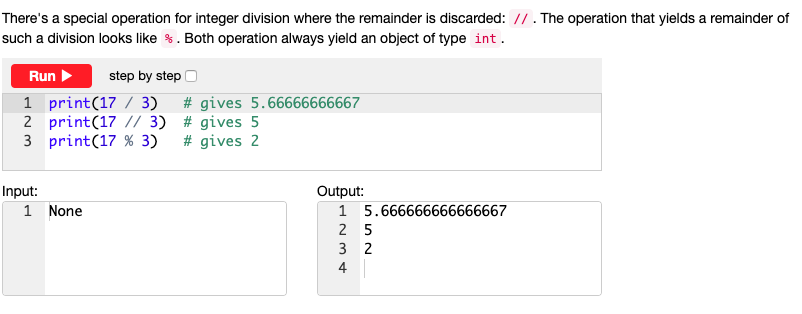 There's a special operation for integer division where the remainder is discarded: // . The operation that yields a remainder of
such a division looks like % . Both operation always yield an object of type int .
Run ▶ step by step
1 print(17 / 3)   # gives 5.66666666667
2 print(17 // 3)  # gives 5
3 print(17 % 3)   # gives 2
Input:
1 None
Output:
1 5.666666666666667
2 5
3 2
4